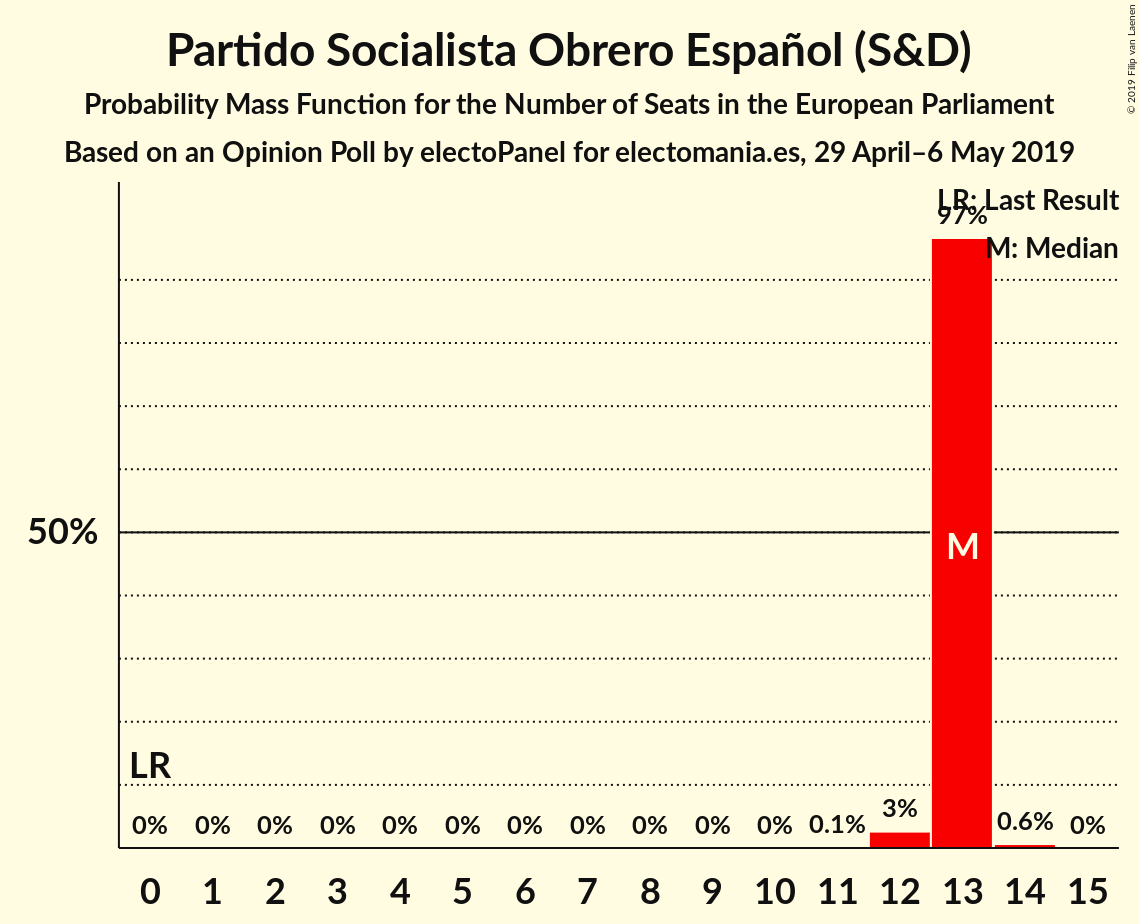 Partido Socialista Obrero Español (S&D)
Probability Mass Function for the Number of Seats in the European Parliament
Based on an Opinion Poll by electoPanel for electomania.es, 29 April–6 May 2019
© 2019 Filip van Laenen
LR: Last Result
97%
M: Median
50%
M
LR
0% 0% 0% 0% 0% 0% 0% 0% 0% 0% 0% 0.1% 3% 0.6% 0%
0 1 2 3 4 5 6 7 8 9 10 11 12 13 14 15